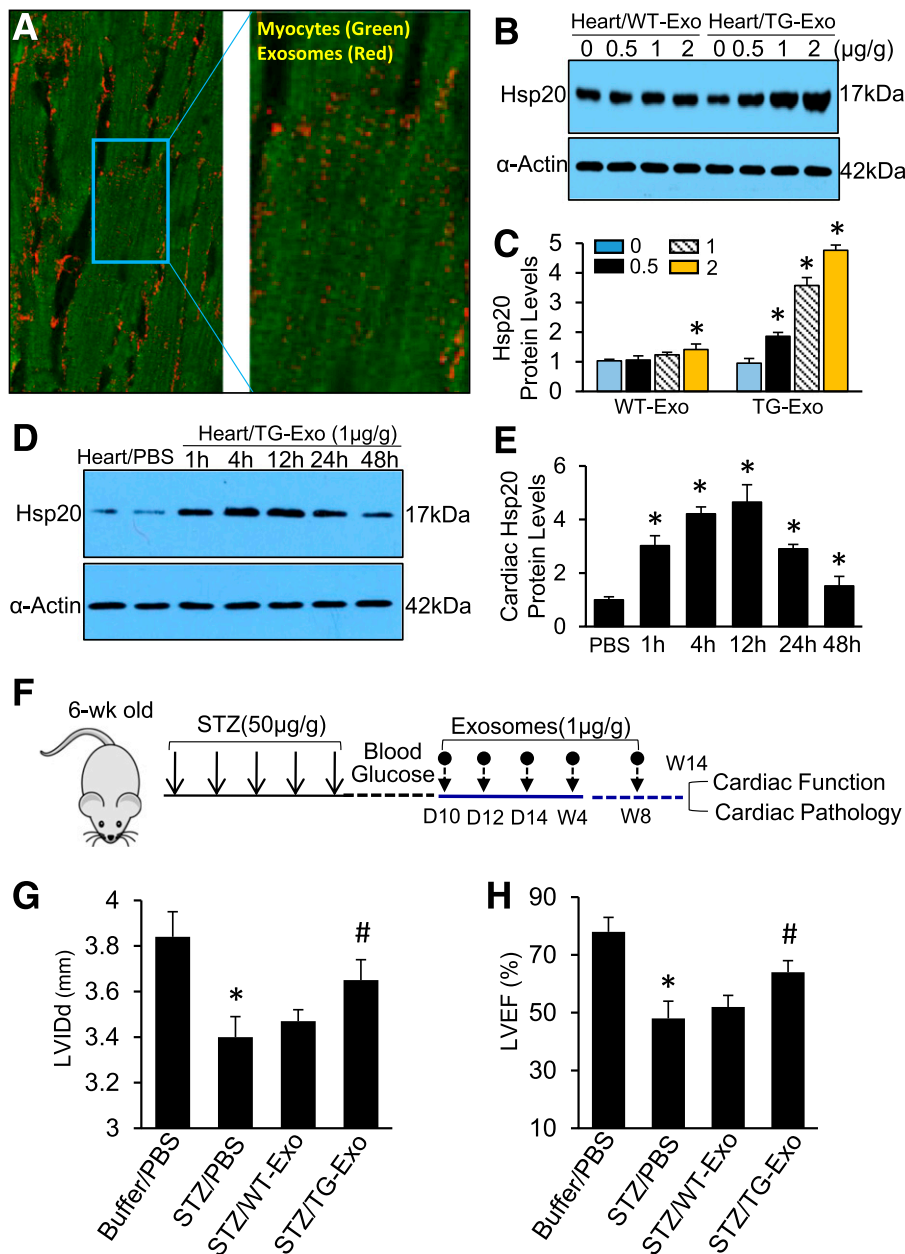 A
Myocytes (Green)
Exosomes (Red)
B
Heart/WT-Exo Heart/TG-Exo
0 0.5 1 2 0 0.5 1 2 (μg/g)
Hsp20 17kDa
α-Actin 42kDa
C
Hsp20
Protein Levels
5
4
3
2
1
0
0 1
0.5 2
* * * *
WT-Exo TG-Exo
D
Heart/TG-Exo (1μg/g)
Heart/PBS 1h 4h 12h 24h 48h
Hsp20 17kDa
α-Actin 42kDa
E
Cardiac Hsp20
Protein Levels
6
4
2
0
* * * * *
PBS 1h 4h 12h 24h 48h
F
6-wk old
STZ(50μg/g)
Blood
Glucose
Exosomes(1μg/g)
W14
Cardiac Function
Cardiac Pathology
D10 D12 D14 W4 W8
G
LVIDd (mm)
4
3.8
3.6
3.4
3.2
3
* #
Buffer/PBS
STZ/PBS
STZ/WT-Exo
STZ/TG-Exo
H
LVEF (%)
90
70
50
30
10
* #
Buffer/PBS
STZ/PBS
STZ/WT-Exo
STZ/TG-Exo